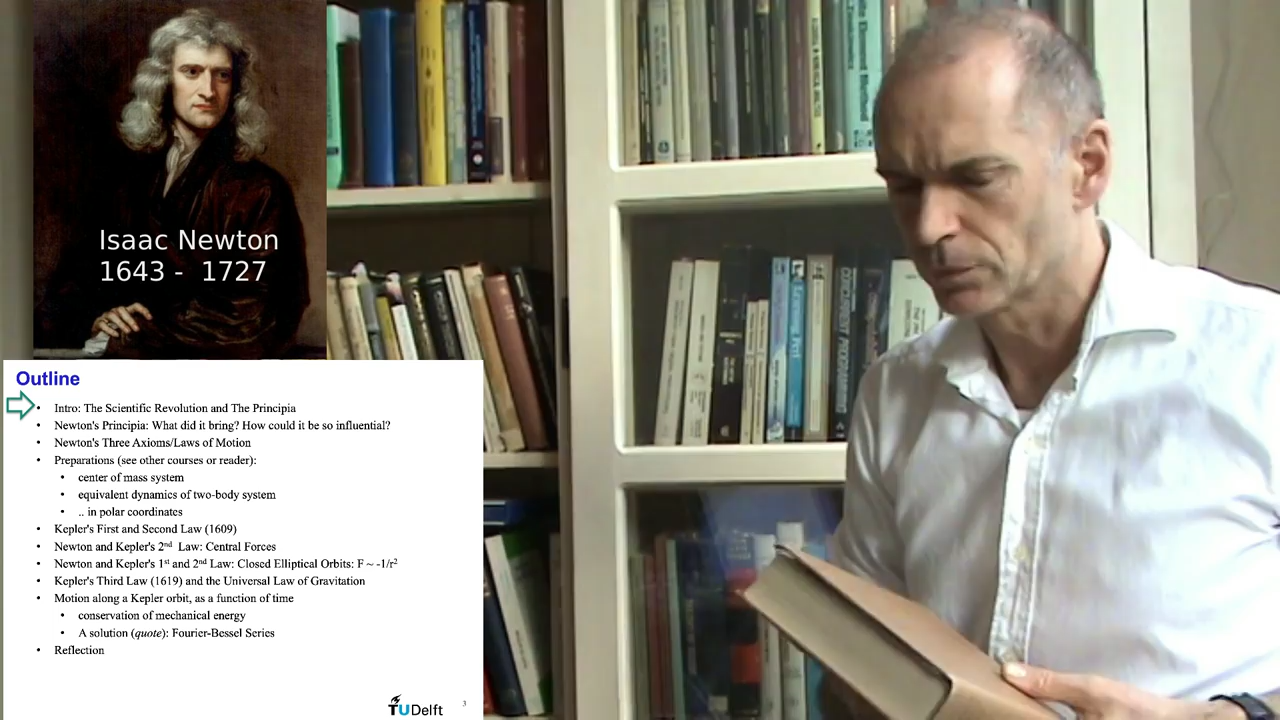 Isaac Newton
1643 - 1727
Outline
• Intro: The Scientific Revolution and The Principia
• Newton's Principia: What did it bring? How could it be so influential?
• Newton's Three Axioms/Laws of Motion
• Preparations (see other courses or reader):
• center of mass system
• equivalent dynamics of two-body system
• .. in polar coordinates
• Kepler's First and Second Law (1609)
• Newton and Kepler's 2nd Law: Central Forces
• Newton and Kepler's 1st and 2nd Law: Closed Elliptical Orbits: F ~ -1/r²
• Kepler's Third Law (1619) and the Universal Law of Gravitation
• Motion along a Kepler orbit, as a function of time
• conservation of mechanical energy
• A solution (quote): Fourier-Bessel Series
• Reflection
TUDelft
3
CONCURRENT PROGRAMMING
Learning Perl